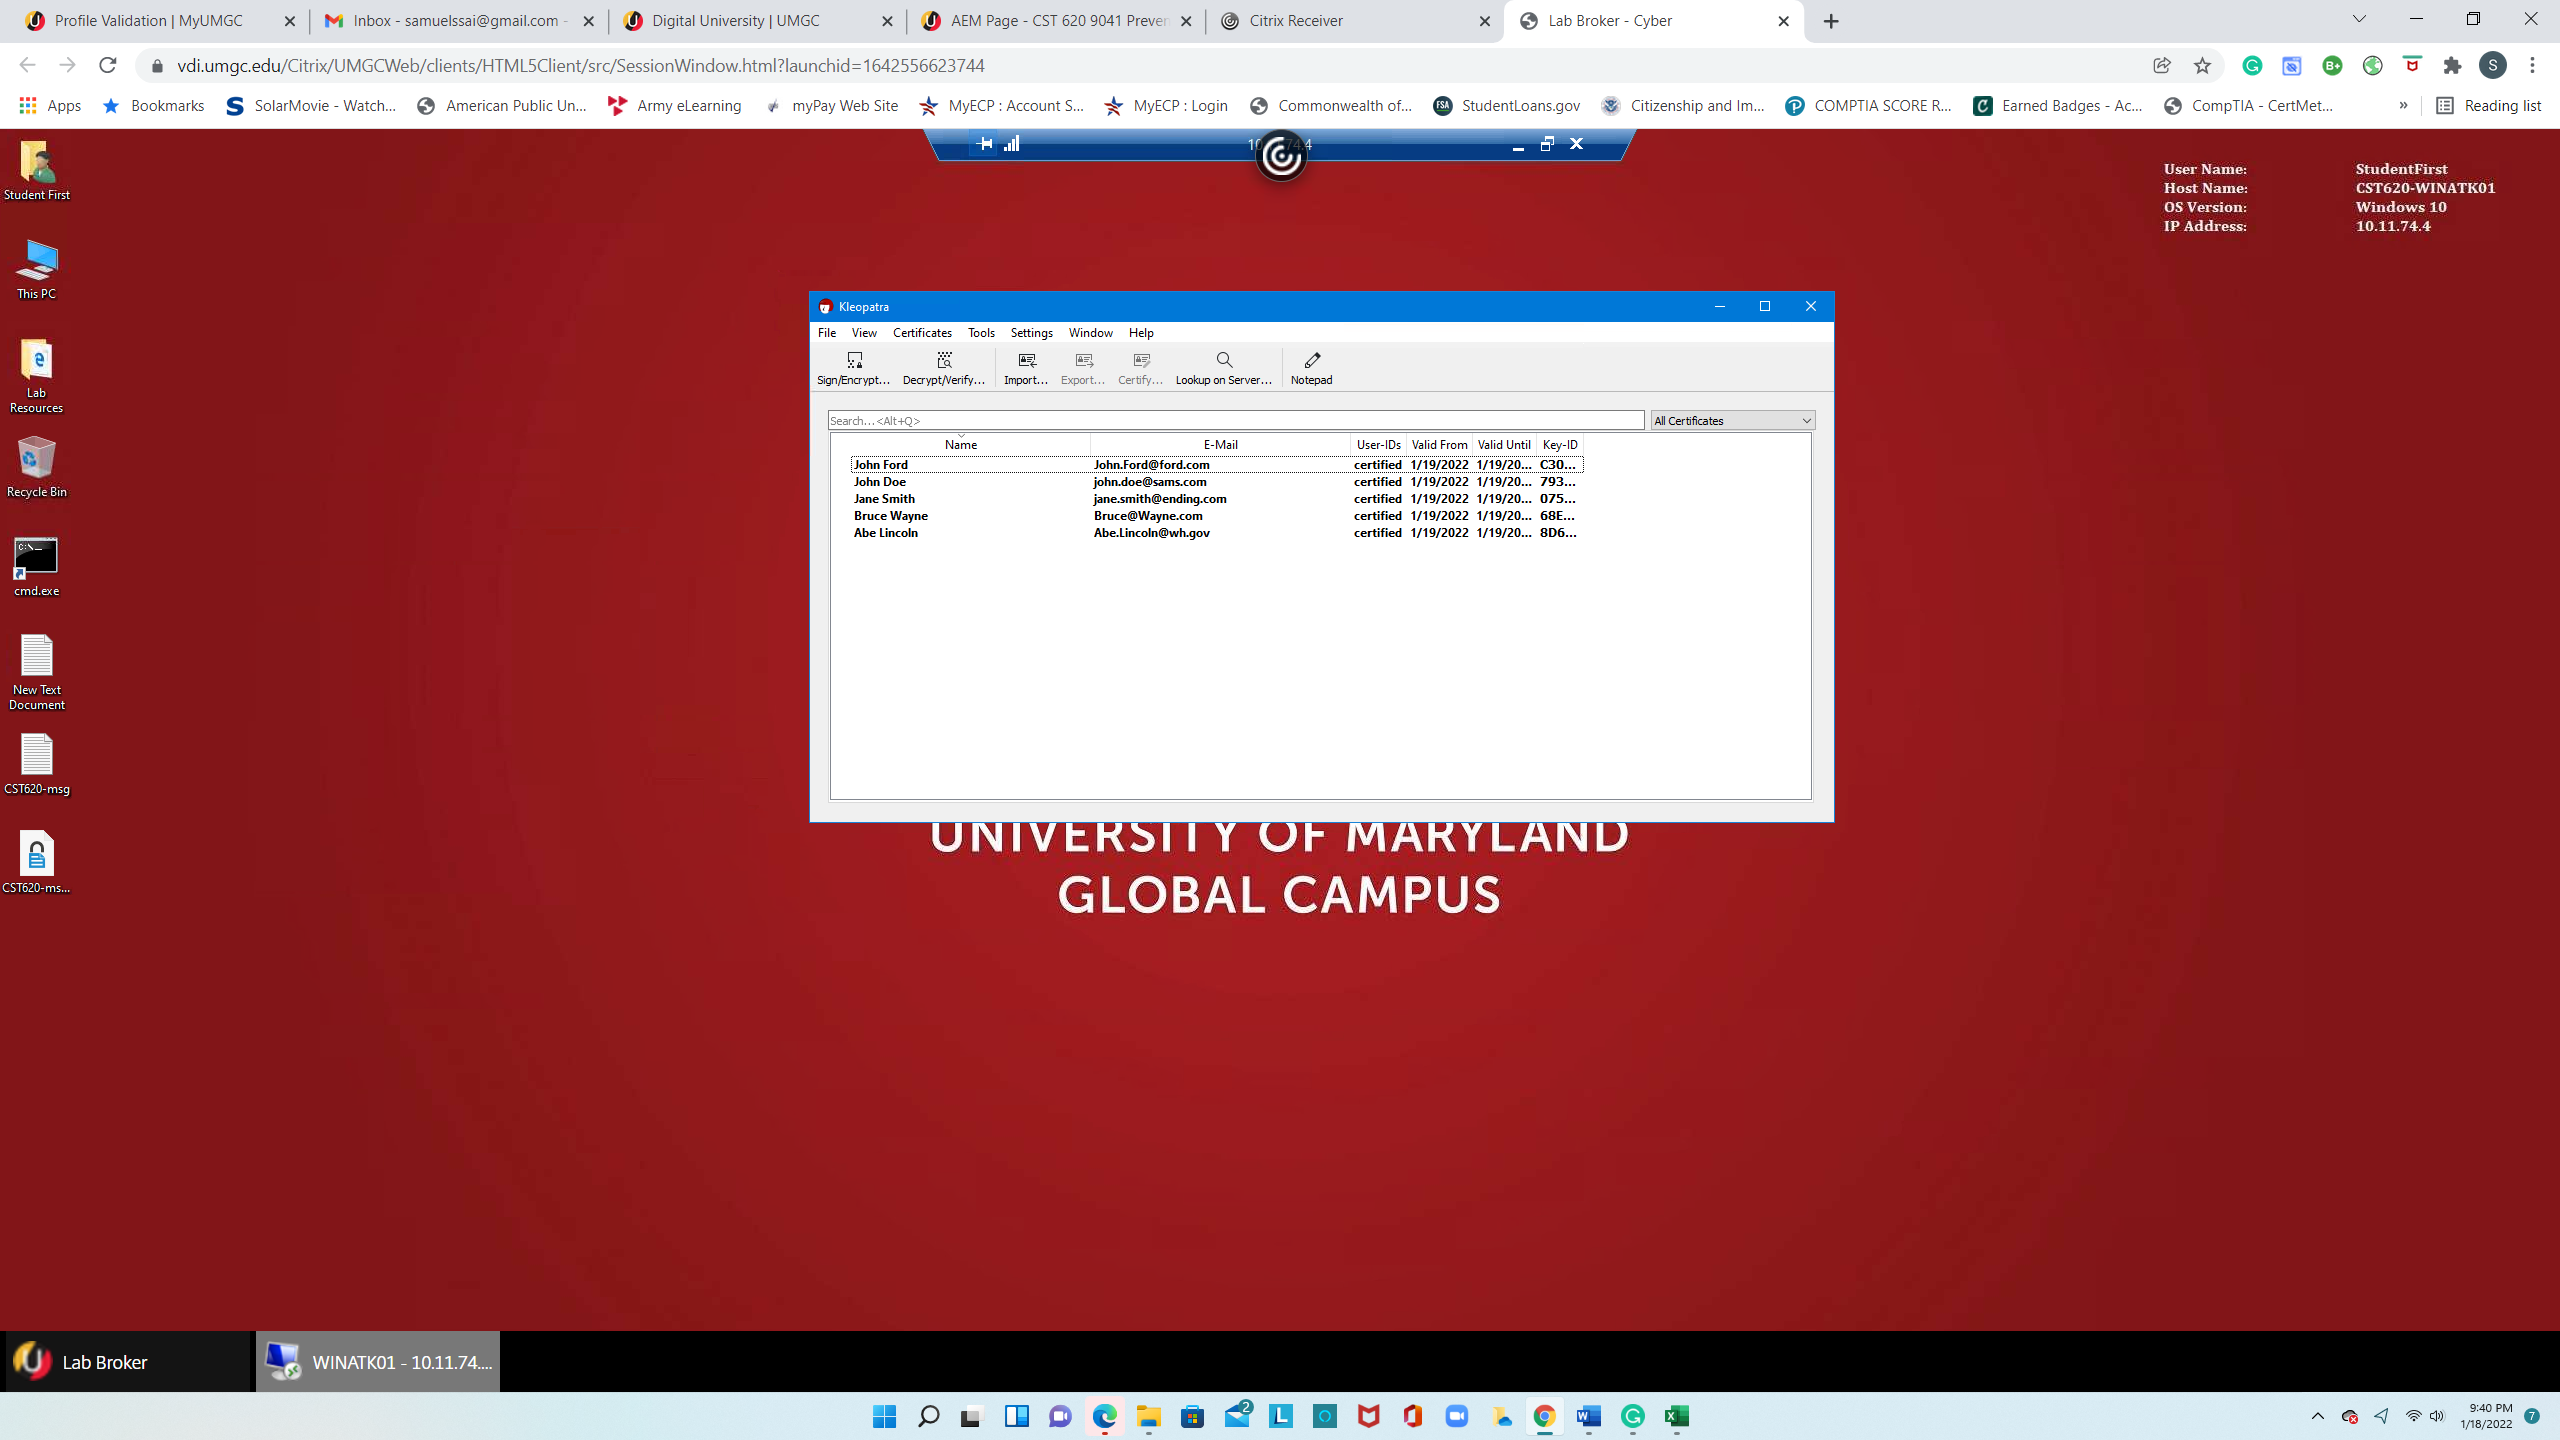 Profile Validation | MyUMGC
Inbox - samuelssai@gmail.com -
Digital University | UMGC
AEM Page - CST 620 9041 Preven
Citrix Receiver
Lab Broker - Cyber
vdi.umgc.edu/Citrix/UMGCWeb/clients/HTML5Client/src/SessionWindow.html?launchid=1642556623744
S
Apps
Bookmarks
SolarMovie - Watch...
American Public Un...
Army eLearning
myPay Web Site
MyECP : Account S...
MyECP : Login
Commonwealth of...
StudentLoans.gov
Citizenship and Im...
COMPTIA SCORE R...
Earned Badges - Ac...
CompTIA - CertMet...
»
Reading list
User Name: StudentFirst
Host Name: CST620-WINATK01
OS Version: Windows 10
IP Address: 10.11.74.4
Student First
This PC
Lab
Resources
Recycle Bin
cmd.exe
New Text
Document
CST620-msg
CST620-ms...
Kleopatra
File View Certificates Tools Settings Window Help
Sign/Encrypt... Decrypt/Verify... Import... Export... Certify... Lookup on Server... Notepad
Search...<Alt+Q> All Certificates
Name E-Mail User-IDs Valid From Valid Until Key-ID
John Ford John.Ford@ford.com certified 1/19/2022 1/19/20... C30...
John Doe john.doe@sams.com certified 1/19/2022 1/19/20... 793...
Jane Smith jane.smith@ending.com certified 1/19/2022 1/19/20... 075...
Bruce Wayne Bruce@Wayne.com certified 1/19/2022 1/19/20... 68E...
Abe Lincoln Abe.Lincoln@wh.gov certified 1/19/2022 1/19/20... 8D6...
UNIVERSITY OF MARYLAND
GLOBAL CAMPUS
Lab Broker
WINATK01 - 10.11.74....
2
9:40 PM
1/18/2022
7